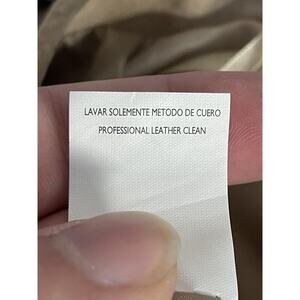 LAVAR SOLEMENTE METODO DE CUERO
PROFESSIONAL LEATHER CLEAN